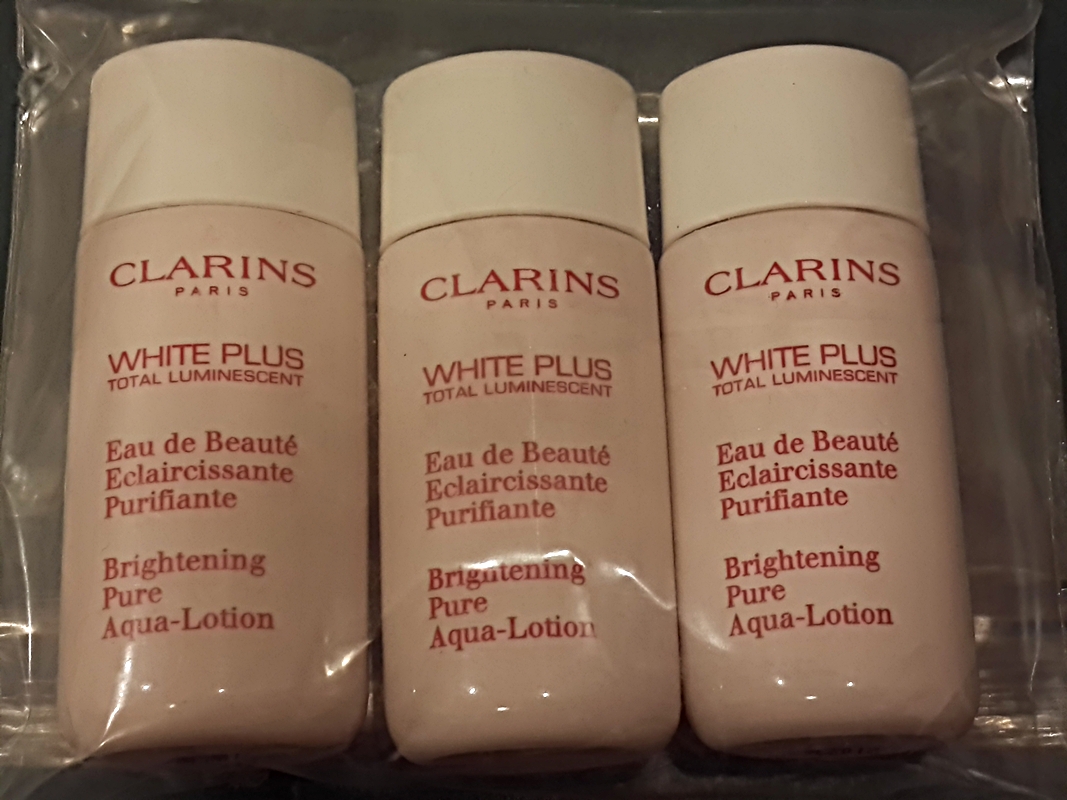 CLARINS
PARIS
WHITE PLUS
TOTAL LUMINESCENT
Eau de Beauté
Eclaircissante
Purifiante
Brightening
Pure
Aqua-Lotion
CLARINS
PARIS
WHITE PLUS
TOTAL LUMINESCENT
Eau de Beauté
Eclaircissante
Purifiante
Brightening
Pure
Aqua-Lotion
CLARINS
PARIS
WHITE PLUS
TOTAL LUMINESCENT
Eau de Beauté
Eclaircissante
Purifiante
Brightening
Pure
Aqua-Lotion